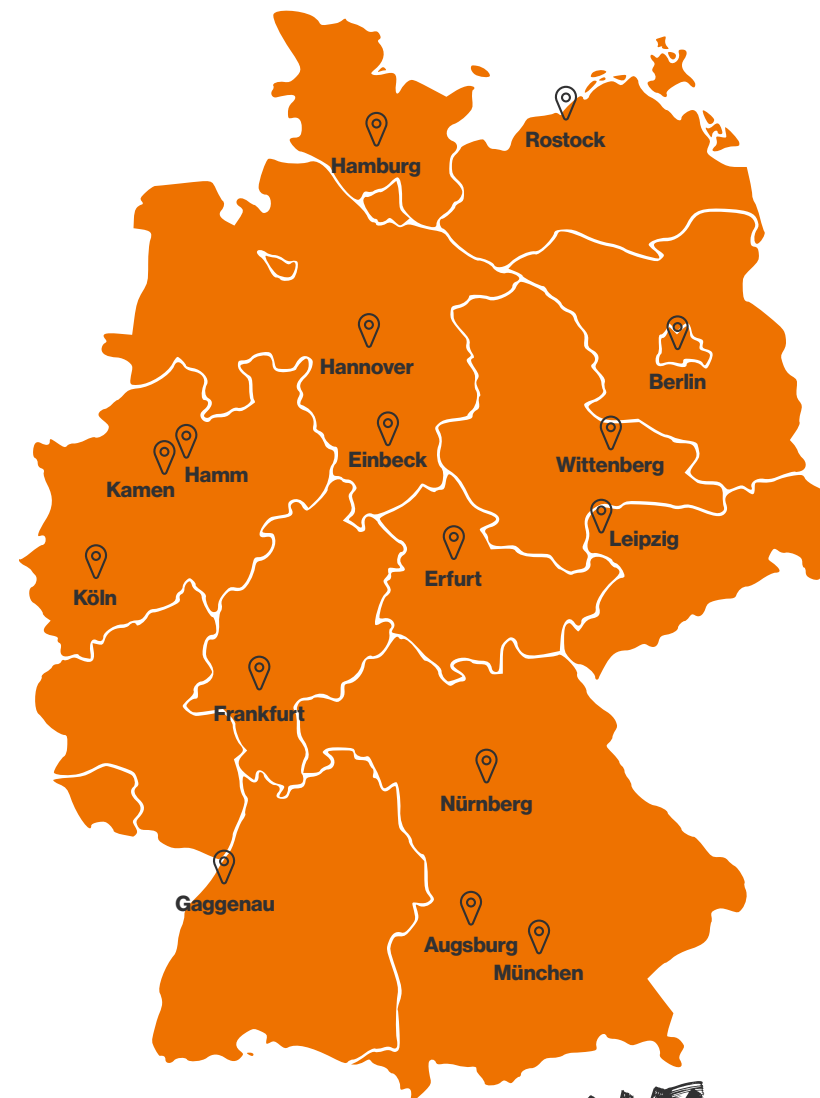 Rostock
Hamburg
Hannover
Berlin
Einbeck
Wittenberg
Hamm
Kamen
Leipzig
Erfurt
Köln
Frankfurt
Nürnberg
Gaggenau
Augsburg
München